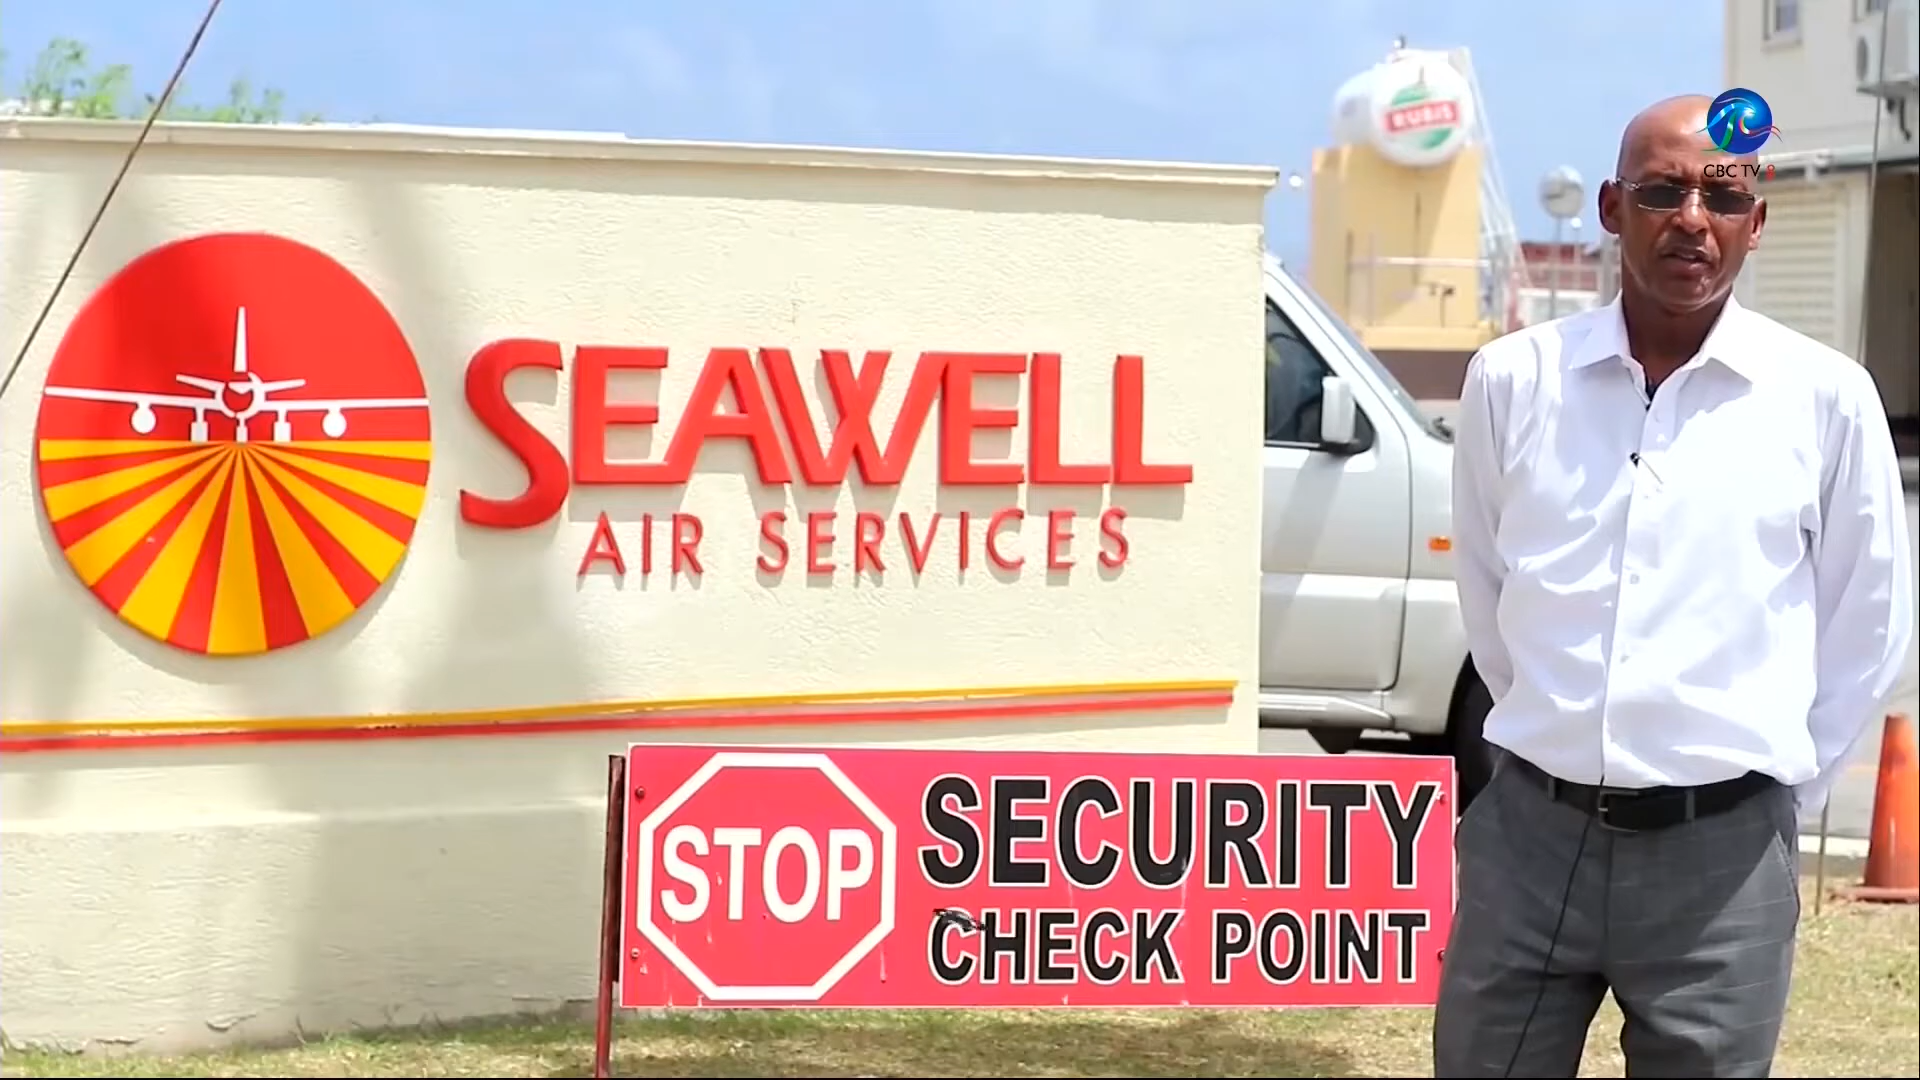 SEAWELL
AIR SERVICES
RUBIS
CBC TV 8
STOP
SECURITY
CHECK POINT